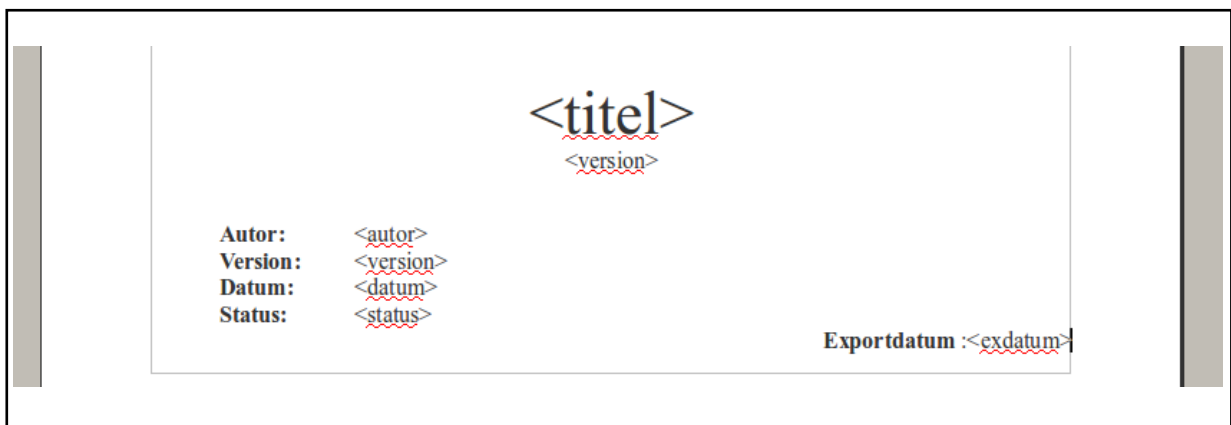 <titel>
<version>
Autor: <autor>
Version: <version>
Datum: <datum>
Status: <status>
Exportdatum :<exdatum>